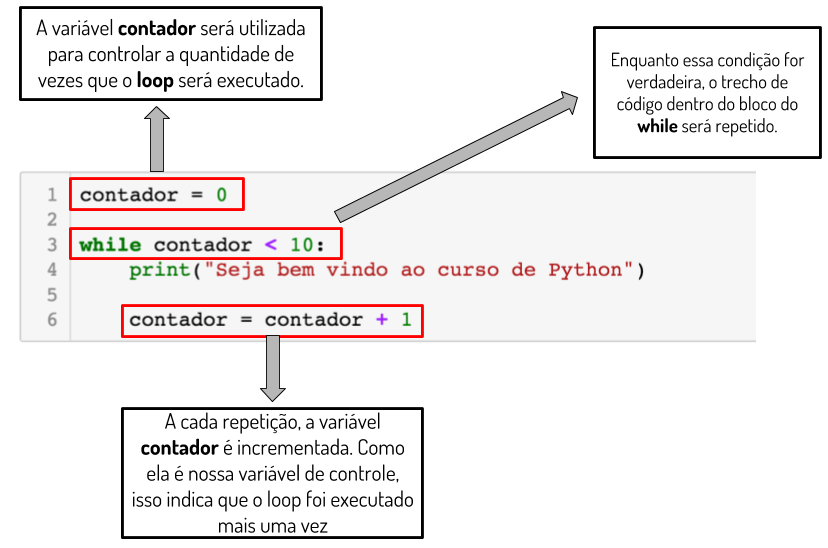 A variável contador será utilizada
para controlar a quantidade de
vezes que o loop será executado.
Enquanto essa condição for
verdadeira, o trecho de
código dentro do bloco do
while será repetido.
1 contador = 0
2
3 while contador < 10:
4     print("Seja bem vindo ao curso de Python")
5
6     contador = contador + 1
A cada repetição, a variável
contador é incrementada. Como
ela é nossa variável de controle,
isso indica que o loop foi executado
mais uma vez